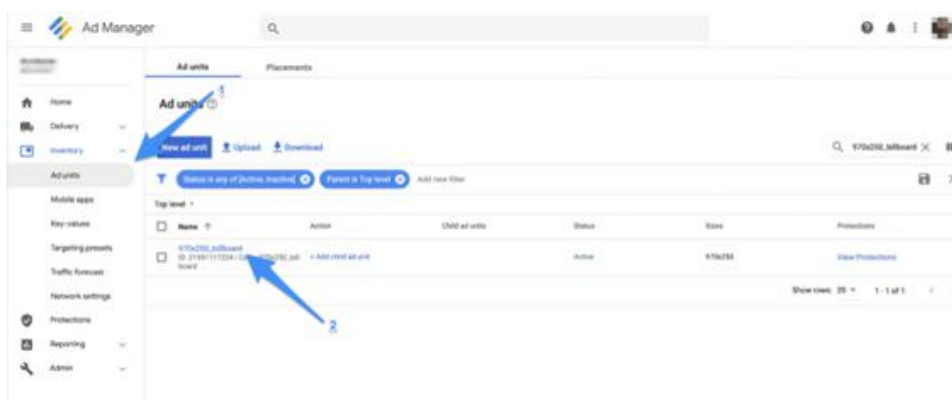 Ad Manager
Ad units Placements
Home
Delivery
Inventory
Ad units
Mobile apps
Key-values
Targeting presets
Traffic forecast
Network settings
Protections
Reporting
Admin
Ad units
1
New ad unit Upload Download
970x250_billboard
Status is any of [Active, Inactive] Parent is Top level Add new filter
Top level
Name Action Child ad units Status Sizes Protections
970x250_billboard
+ Add child ad unit Active 970x250 View Protections
board
Show rows: 20 1 - 1 of 1
2